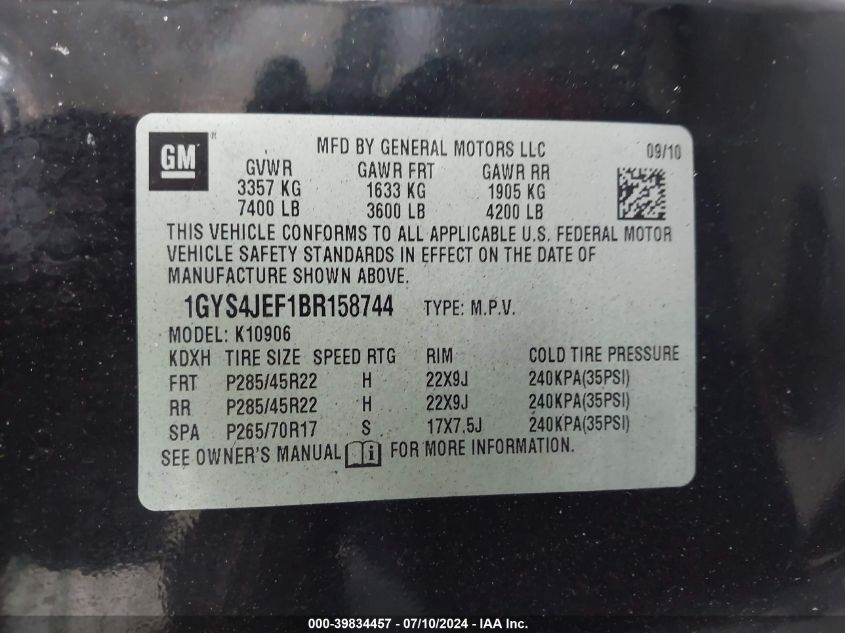 GM®
MFD BY GENERAL MOTORS LLC 09/10
GVWR GAWR FRT GAWR RR
3357 KG 1633 KG 1905 KG
7400 LB 3600 LB 4200 LB
THIS VEHICLE CONFORMS TO ALL APPLICABLE U.S. FEDERAL MOTOR
VEHICLE SAFETY STANDARDS IN EFFECT ON THE DATE OF
MANUFACTURE SHOWN ABOVE.
1GYS4JEF1BR158744 TYPE: M.P.V.
MODEL: K10906
KDXH TIRE SIZE SPEED RTG RIM COLD TIRE PRESSURE
FRT P285/45R22 H 22X9J 240KPA(35PSI)
RR P285/45R22 H 22X9J 240KPA(35PSI)
SPA P265/70R17 S 17X7.5J 240KPA(35PSI)
SEE OWNER'S MANUAL i FOR MORE INFORMATION.
000-39834457 / 07/10/2024 - IAA Inc.